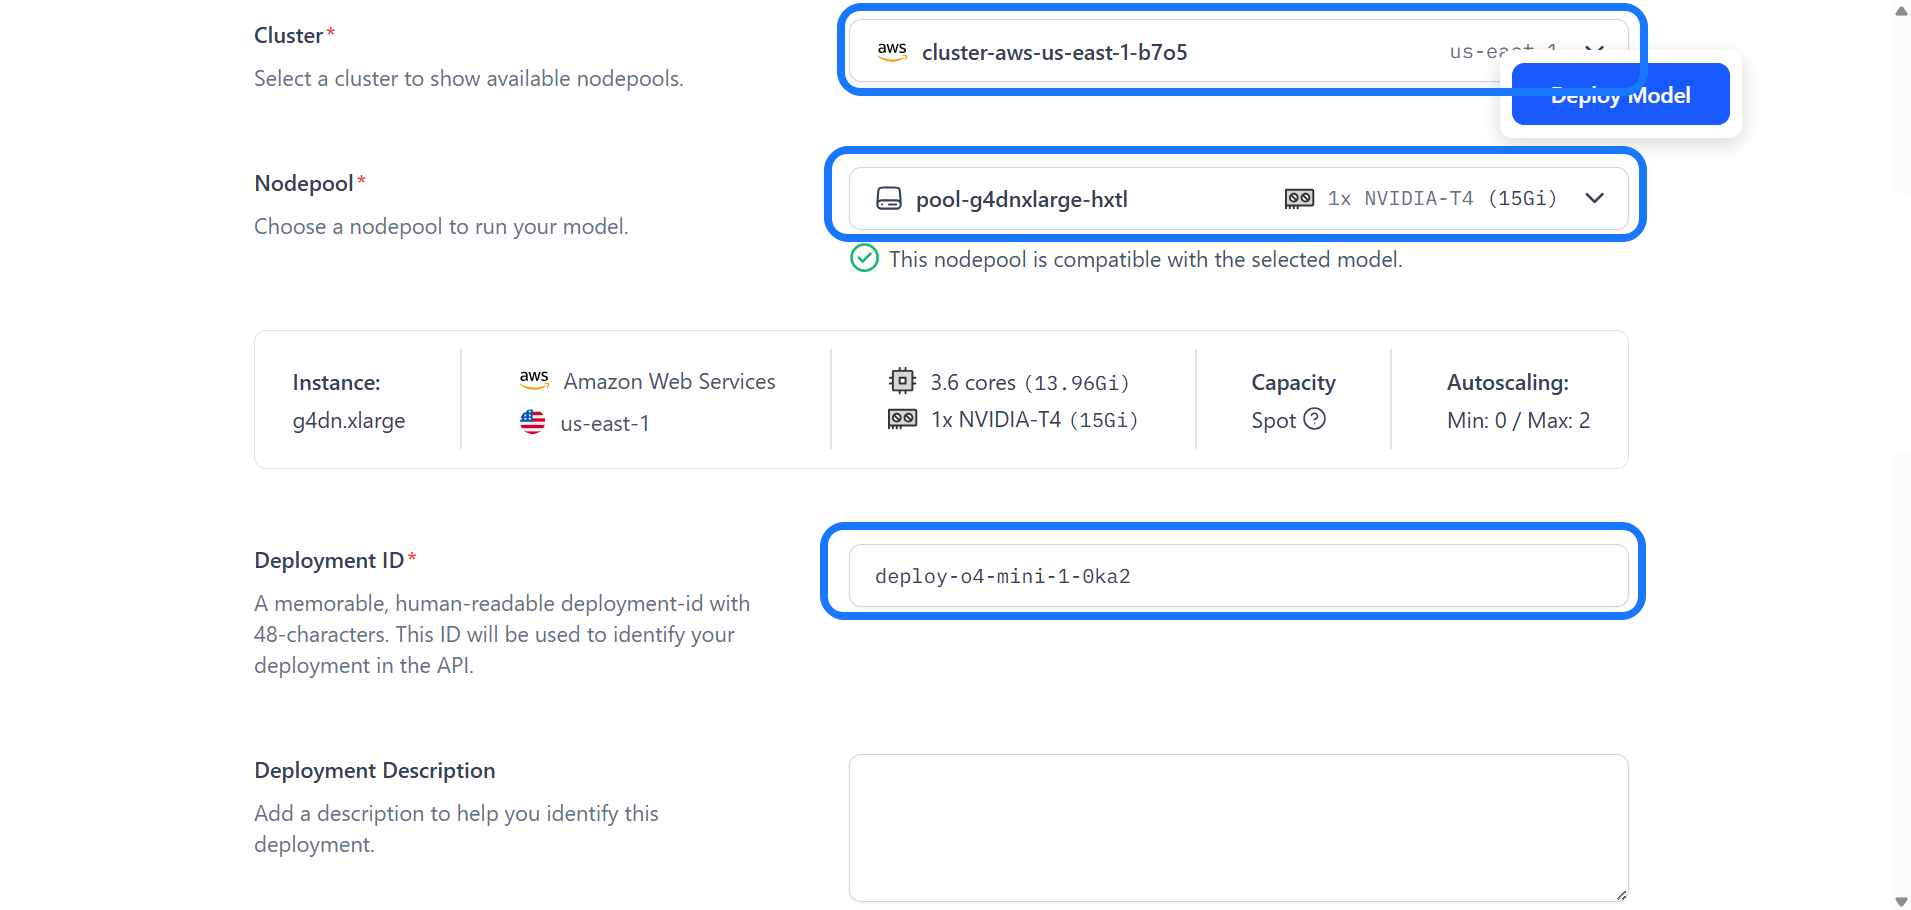 Cluster*
Select a cluster to show available nodepools.
aws cluster-aws-us-east-1-b7o5 us-east-1
Deploy Model
Nodepool*
Choose a nodepool to run your model.
pool-g4dnxlarge-hxtl 1x NVIDIA-T4 (15Gi)
This nodepool is compatible with the selected model.
Instance:
g4dn.xlarge
aws Amazon Web Services
us-east-1
3.6 cores (13.96Gi)
1x NVIDIA-T4 (15Gi)
Capacity
Spot
Autoscaling:
Min: 0 / Max: 2
Deployment ID*
A memorable, human-readable deployment-id with
48-characters. This ID will be used to identify your
deployment in the API.
deploy-o4-mini-1-0ka2
Deployment Description
Add a description to help you identify this
deployment.